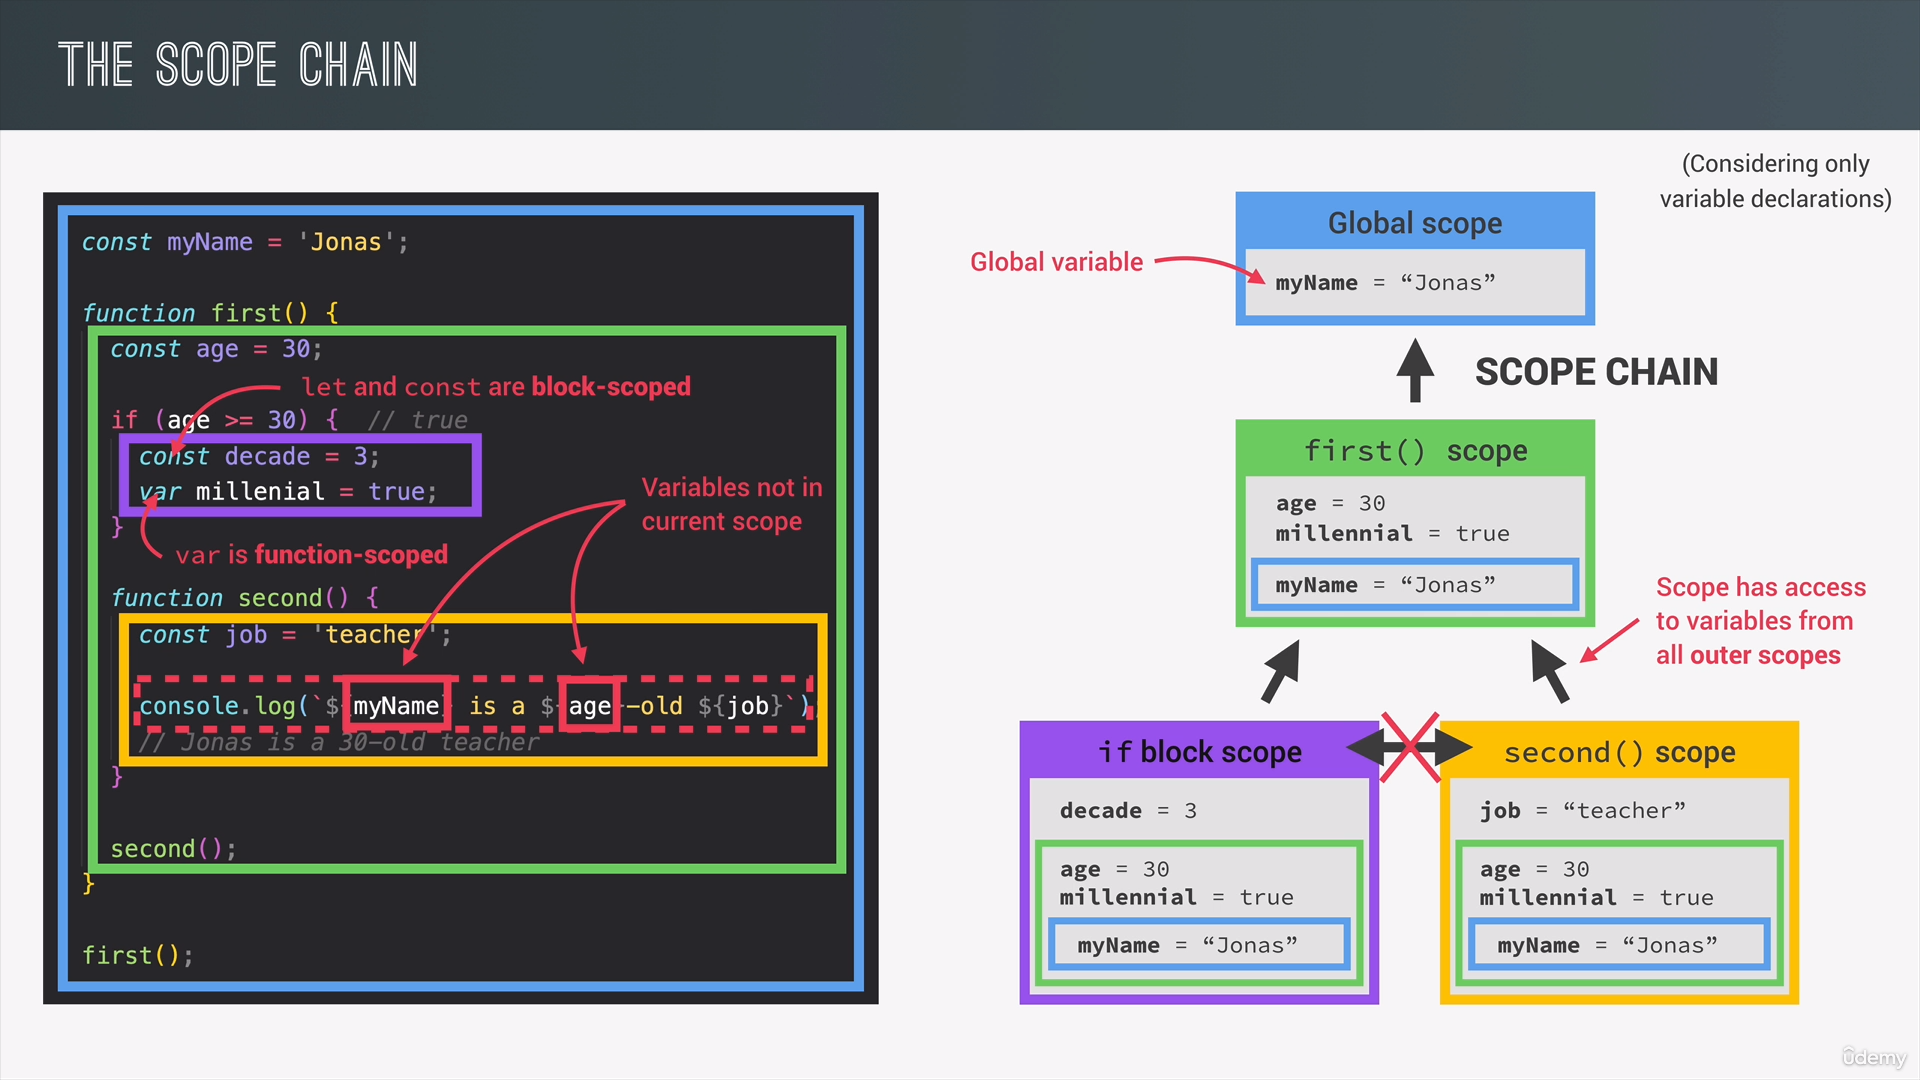 THE SCOPE CHAIN
const myName = 'Jonas';
function first() {
const age = 30;
let and const are block-scoped
if (age >= 30) { // true
const decade = 3;
var millenial = true;
}
var is function-scoped
Variables not in
current scope
function second() {
const job = 'teacher';
console.log(`${myName} is a ${age}-old ${job}`);
// Jonas is a 30-old teacher
}
second();
}
first();
(Considering only
variable declarations)
Global scope
Global variable
myName = “Jonas”
SCOPE CHAIN
first() scope
age = 30
millennial = true
myName = “Jonas”
Scope has access
to variables from
all outer scopes
if block scope
decade = 3
age = 30
millennial = true
myName = “Jonas”
second() scope
job = “teacher”
age = 30
millennial = true
myName = “Jonas”
ûdemy